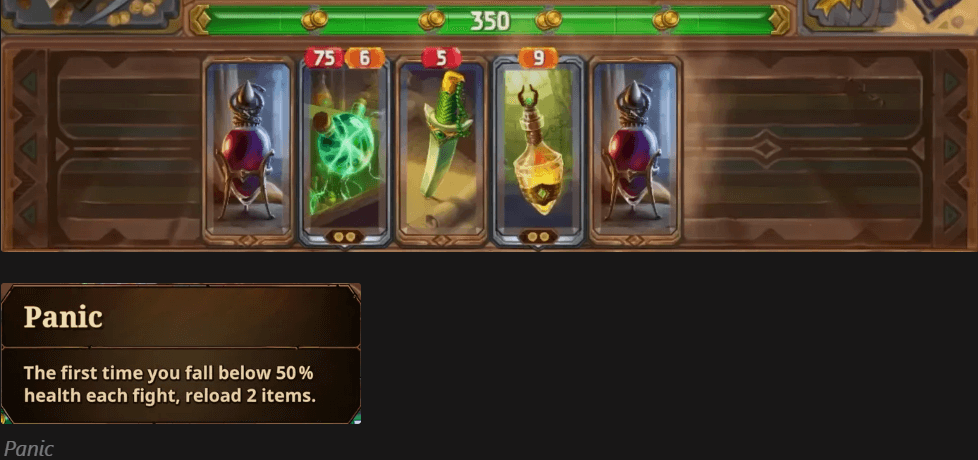 350
75 6 5 9
Panic
The first time you fall below 50%
health each fight, reload 2 items.
Panic